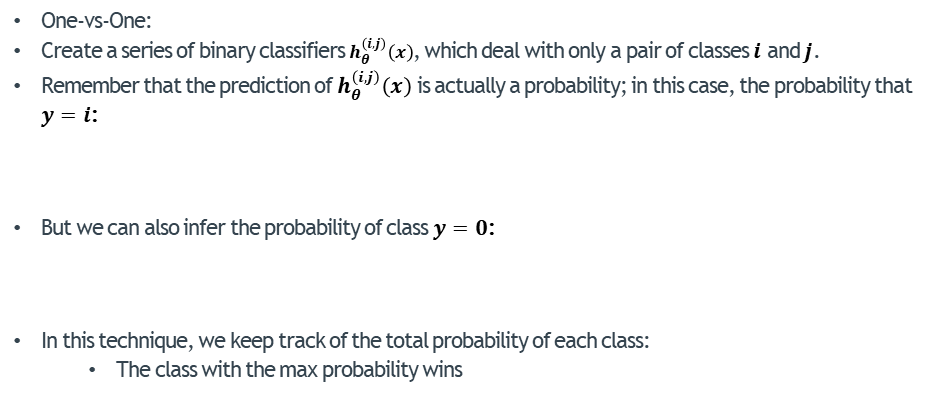 • One-vs-One:
• Create a series of binary classifiers h_θ^(i,j)(x), which deal with only a pair of classes i and j.
• Remember that the prediction of h_θ^(i,j)(x) is actually a probability; in this case, the probability that
y = i:
• But we can also infer the probability of class y = 0:
• In this technique, we keep track of the total probability of each class:
• The class with the max probability wins